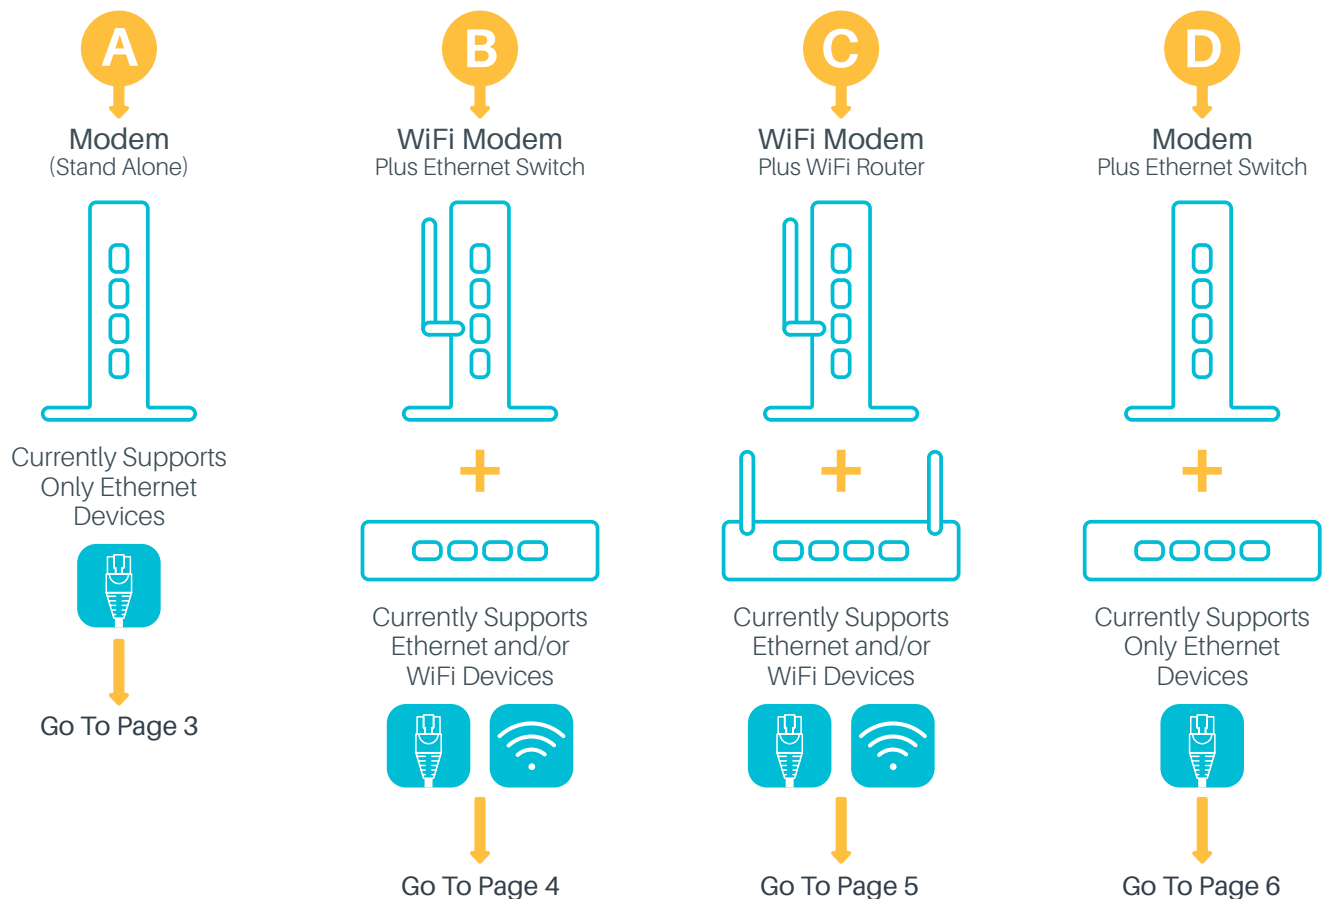 A
Modem
(Stand Alone)
Currently Supports
Only Ethernet
Devices
Go To Page 3
B
WiFi Modem
Plus Ethernet Switch
Currently Supports
Ethernet and/or
WiFi Devices
Go To Page 4
C
WiFi Modem
Plus WiFi Router
Currently Supports
Ethernet and/or
WiFi Devices
Go To Page 5
D
Modem
Plus Ethernet Switch
Currently Supports
Only Ethernet
Devices
Go To Page 6